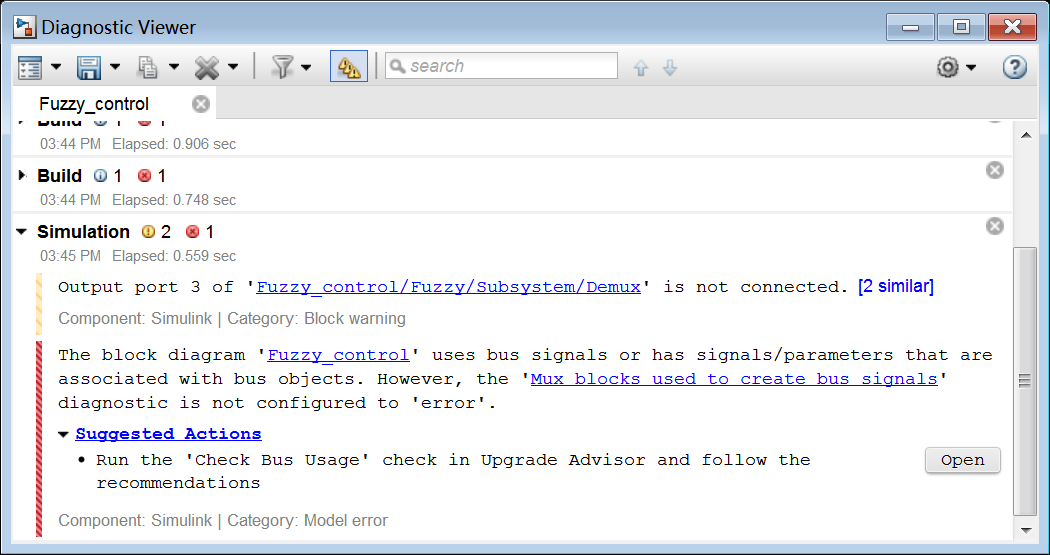 Diagnostic Viewer
search
Fuzzy_control
Build 1 1
03:44 PM Elapsed: 0.906 sec
Build 1 1
03:44 PM Elapsed: 0.748 sec
Simulation 2 1
03:45 PM Elapsed: 0.559 sec
Output port 3 of 'Fuzzy_control/Fuzzy/Subsystem/Demux' is not connected. [2 similar]
Component: Simulink | Category: Block warning
The block diagram 'Fuzzy_control' uses bus signals or has signals/parameters that are
associated with bus objects. However, the 'Mux blocks used to create bus signals'
diagnostic is not configured to 'error'.
Suggested Actions
• Run the 'Check Bus Usage' check in Upgrade Advisor and follow the
recommendations
Open
Component: Simulink | Category: Model error